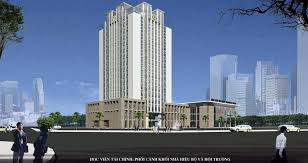 HỌC VIỆN TÀI CHÍNH: PHỐI CẢNH KHỐI NHÀ HIỆU BỘ VÀ HỘI TRƯỜNG